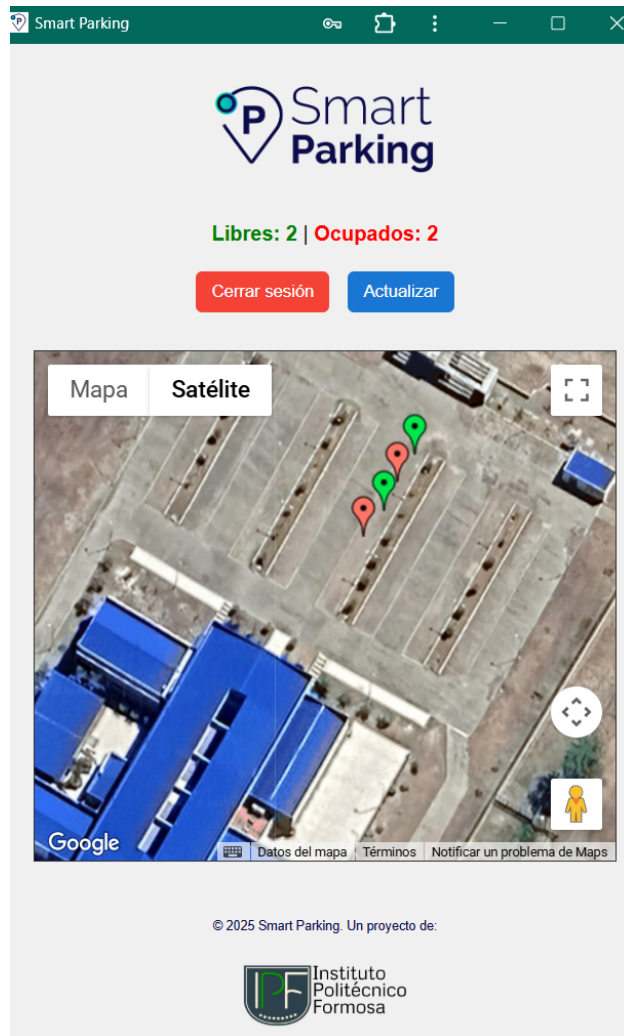 Smart Parking
P Smart
Parking
Libres: 2 | Ocupados: 2
Cerrar sesión Actualizar
Mapa Satélite
Google Datos del mapa Términos Notificar un problema de Maps
© 2025 Smart Parking. Un proyecto de:
IPF Instituto
Politécnico
Formosa